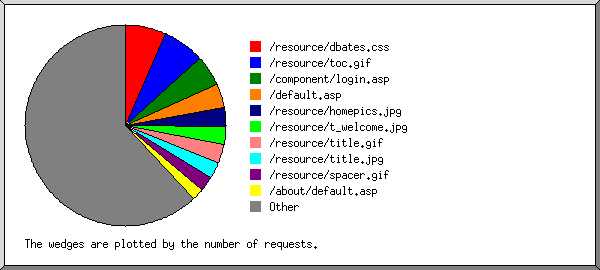 /resource/dbates.css
/resource/toc.gif
/component/login.asp
/default.asp
/resource/homepics.jpg
/resource/t_welcome.jpg
/resource/title.gif
/resource/title.jpg
/resource/spacer.gif
/about/default.asp
Other
The wedges are plotted by the number of requests.